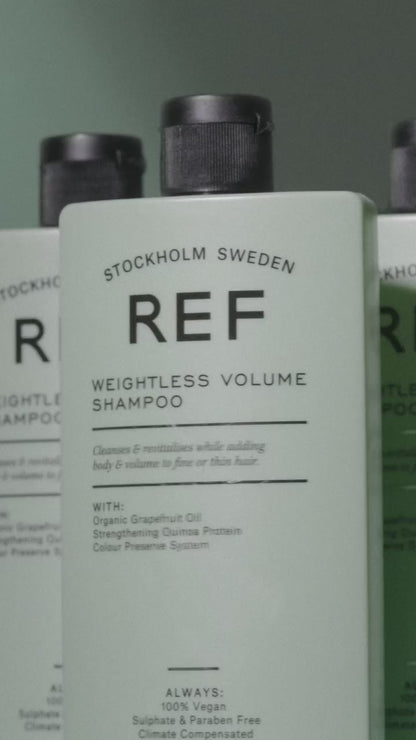 STOCKHOLM SWEDEN
REF
WEIGHTLESS VOLUME
SHAMPOO
Cleanses & revitalises while adding
body & volume to fine or thin hair.
WITH:
Organic Grapefruit Oil
Strengthening Quinoa Protein
Colour Preserve System
ALWAYS:
100% Vegan
Sulphate & Paraben Free
Climate Compensated